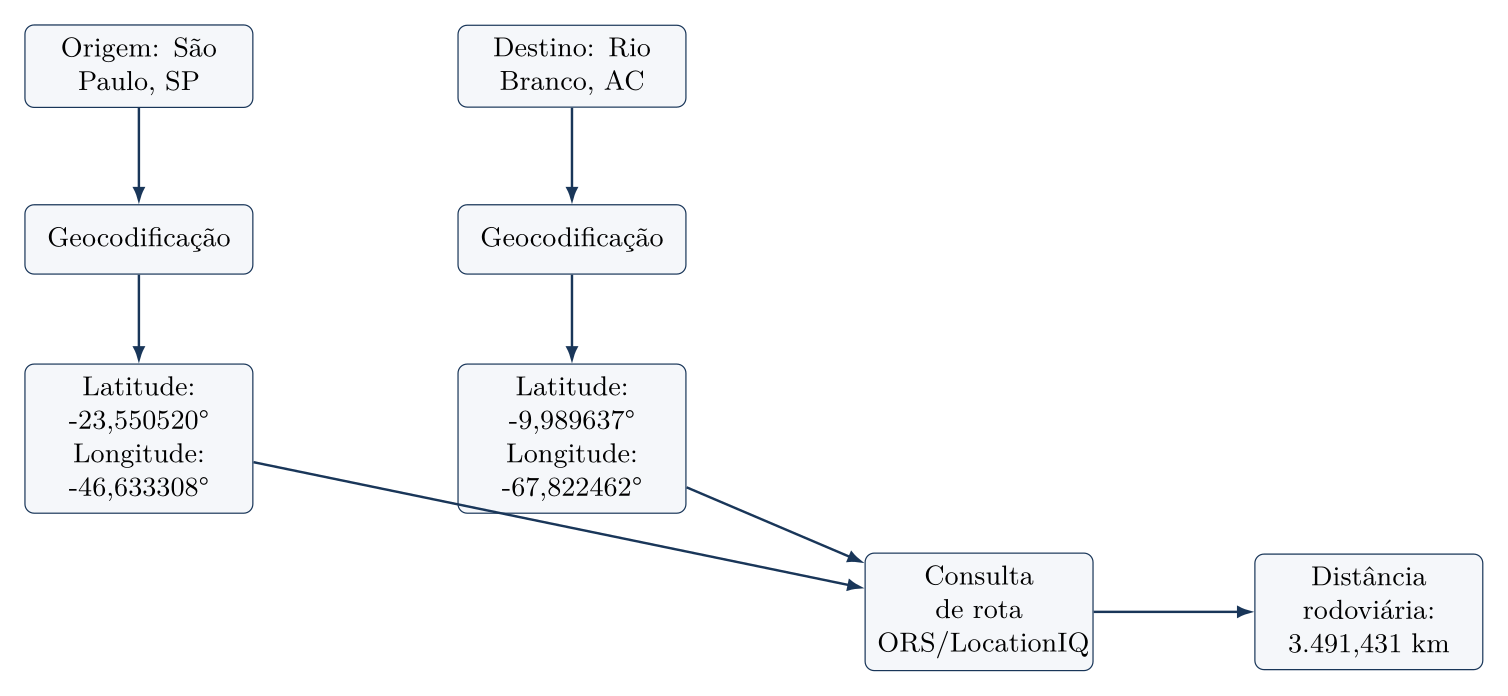 Origem: São
Paulo, SP
Destino: Rio
Branco, AC
Geocodificação
Geocodificação
Latitude:
-23,550520°
Longitude:
-46,633308°
Latitude:
-9,989637°
Longitude:
-67,822462°
Consulta
de rota
ORS/LocationIQ
Distância
rodoviária:
3.491,431 km